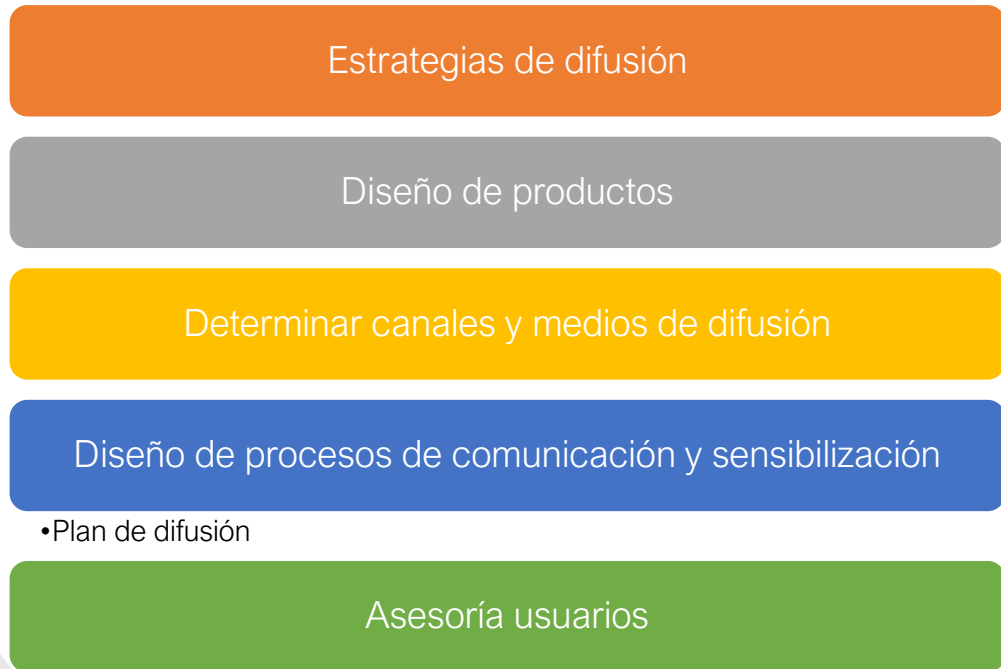 Estrategias de difusión
Diseño de productos
Determinar canales y medios de difusión
Diseño de procesos de comunicación y sensibilización
•Plan de difusión
Asesoría usuarios